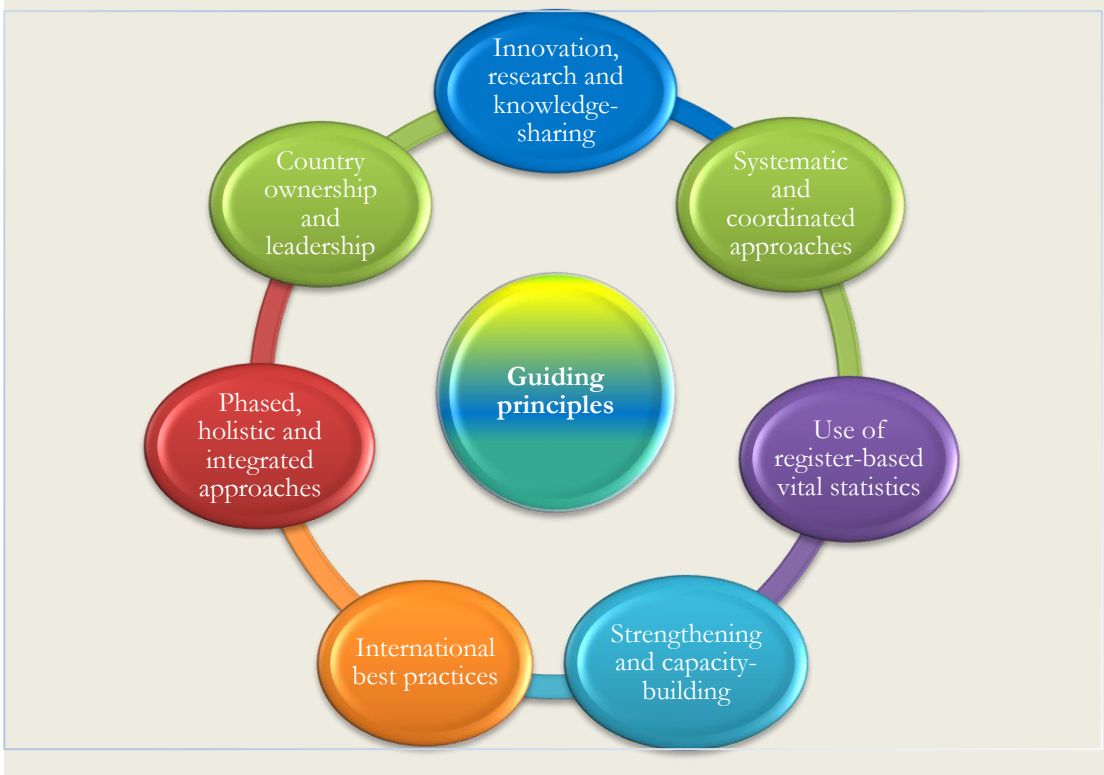 Innovation,
research and
knowledge-
sharing
Systematic
and
coordinated
approaches
Use of
register-based
vital statistics
Strengthening
and capacity-
building
International
best practices
Phased,
holistic and
integrated
approaches
Country
ownership
and
leadership
Guiding
principles